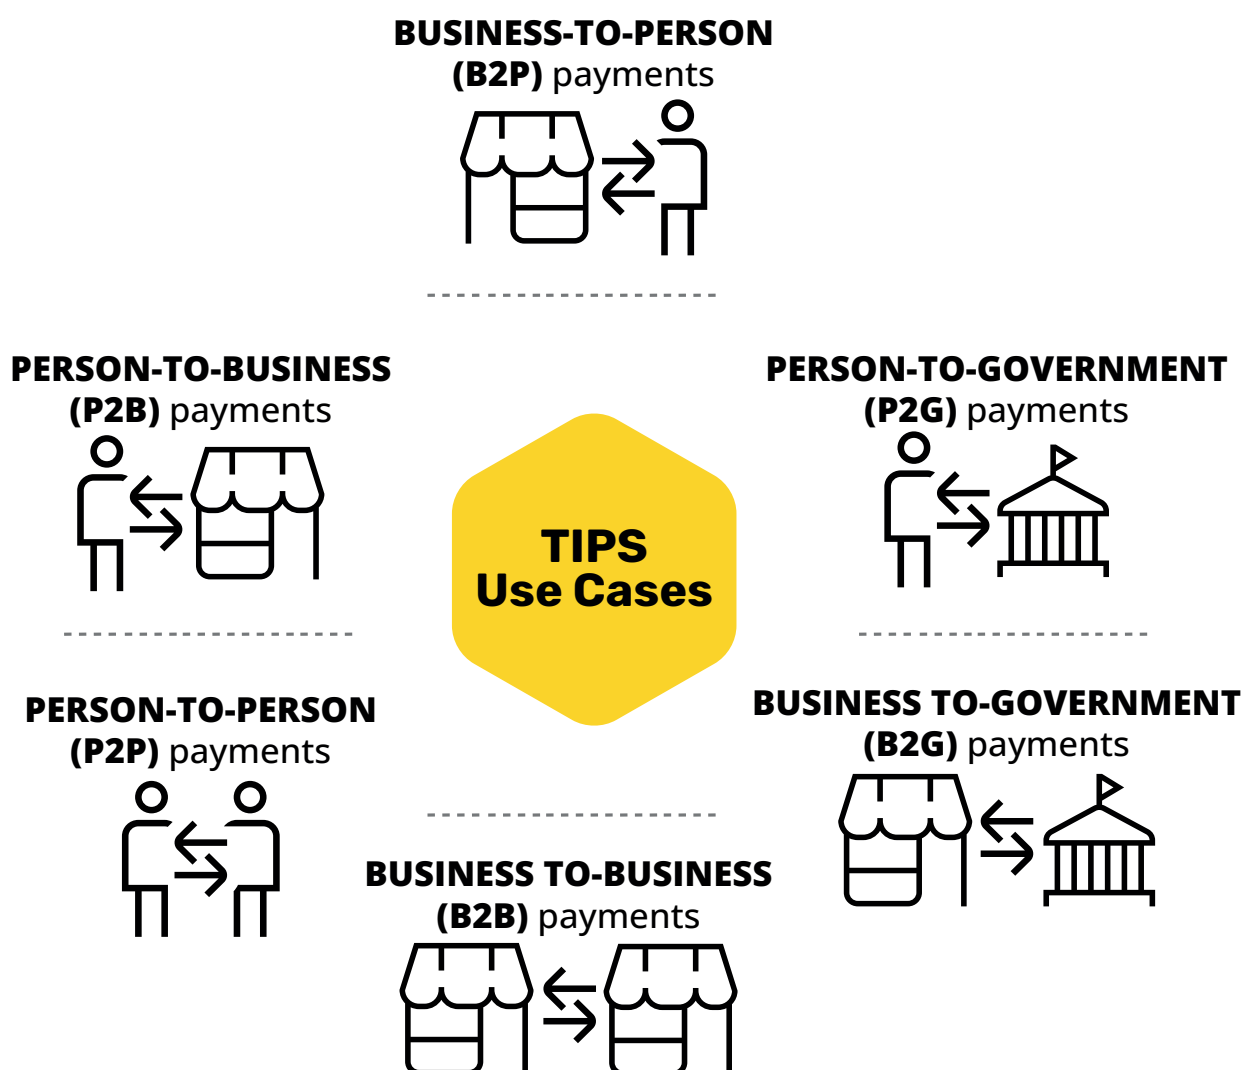 BUSINESS-TO-PERSON
(B2P) payments
PERSON-TO-BUSINESS
(P2B) payments
PERSON-TO-GOVERNMENT
(P2G) payments
TIPS
Use Cases
PERSON-TO-PERSON
(P2P) payments
BUSINESS TO-GOVERNMENT
(B2G) payments
BUSINESS TO-BUSINESS
(B2B) payments